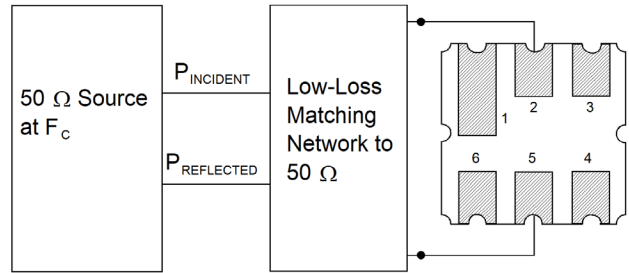 50 Ω Source
at F_C
P_INCIDENT
P_REFLECTED
Low-Loss
Matching
Network to
50 Ω
1
2
3
6
5
4